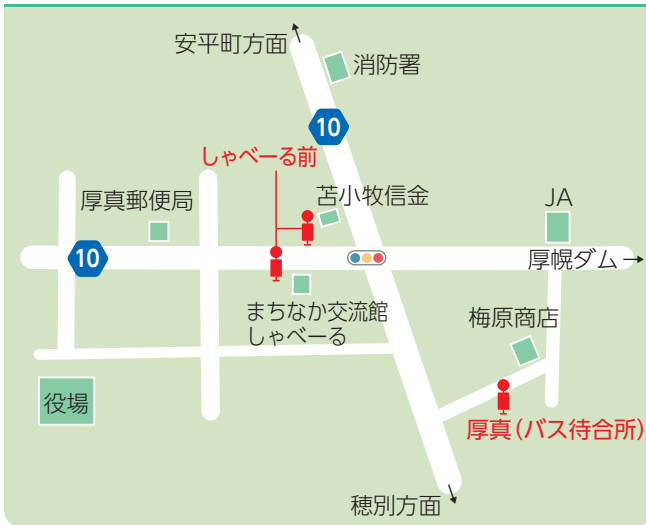 安平町方面
消防署
10
しゃべーる前
苫小牧信金
厚真郵便局
JA
10
厚幌ダム→
まちなか交流館
しゃべーる
梅原商店
役場
厚真(バス待合所)
穂別方面